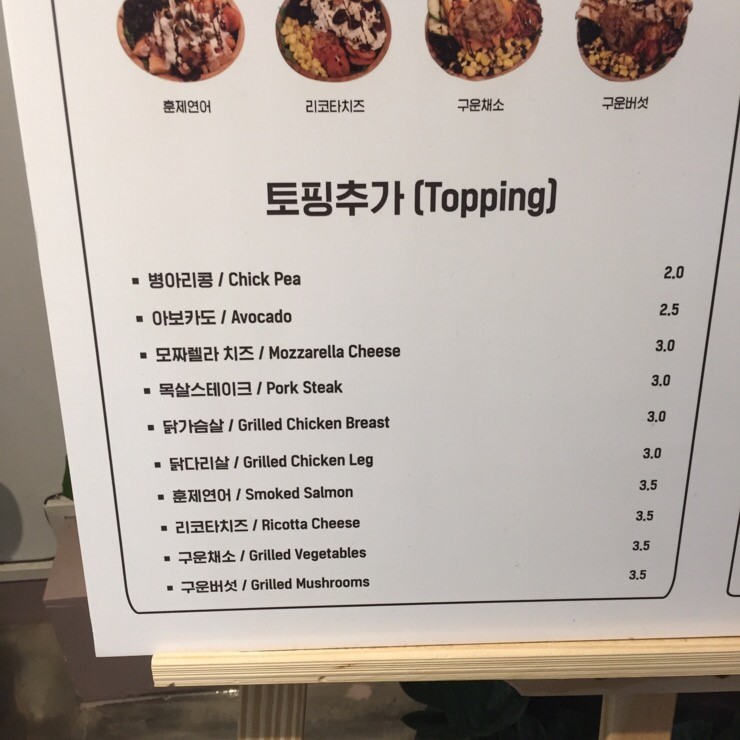 훈제연어 리코타치즈 구운채소 구운버섯
토핑추가 (Topping)
▪ 병아리콩 / Chick Pea 2.0
▪ 아보카도 / Avocado 2.5
▪ 모짜렐라 치즈 / Mozzarella Cheese 3.0
▪ 목살스테이크 / Pork Steak 3.0
▪ 닭가슴살 / Grilled Chicken Breast 3.0
▪ 닭다리살 / Grilled Chicken Leg 3.0
▪ 훈제연어 / Smoked Salmon 3.5
▪ 리코타치즈 / Ricotta Cheese 3.5
▪ 구운채소 / Grilled Vegetables 3.5
▪ 구운버섯 / Grilled Mushrooms 3.5